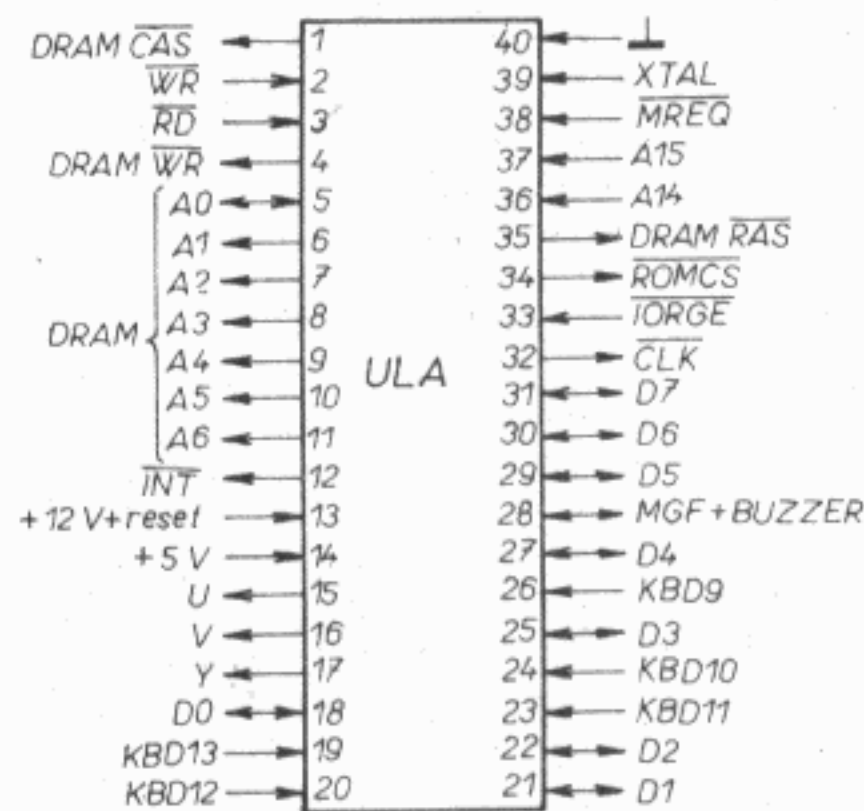 DRAM CAS 1
WR 2
RD 3
DRAM WR 4
A0 5
A1 6
A2 7
DRAM A3 8
A4 9
A5 10
A6 11
INT 12
+12 V+reset 13
+5 V 14
U 15
V 16
Y 17
D0 18
KBD13 19
KBD12 20
ULA
40
39 XTAL
38 MREQ
37 A15
36 A14
35 DRAM RAS
34 ROMCS
33 IORGE
32 CLK
31 D7
30 D6
29 D5
28 MGF+BUZZER
27 D4
26 KBD9
25 D3
24 KBD10
23 KBD11
22 D2
21 D1